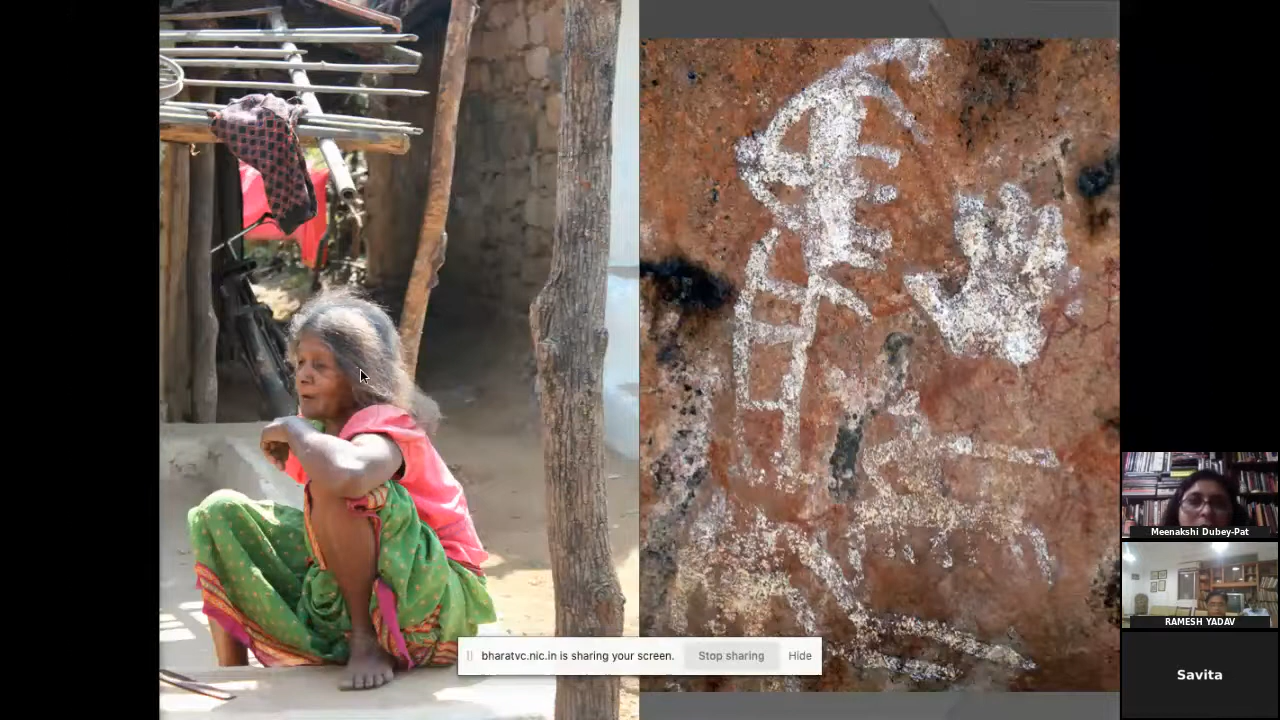 bharatvc.nic.in is sharing your screen. Stop sharing Hide
Meenakshi Dubey-Pat
RAMESH YADAV
Savita